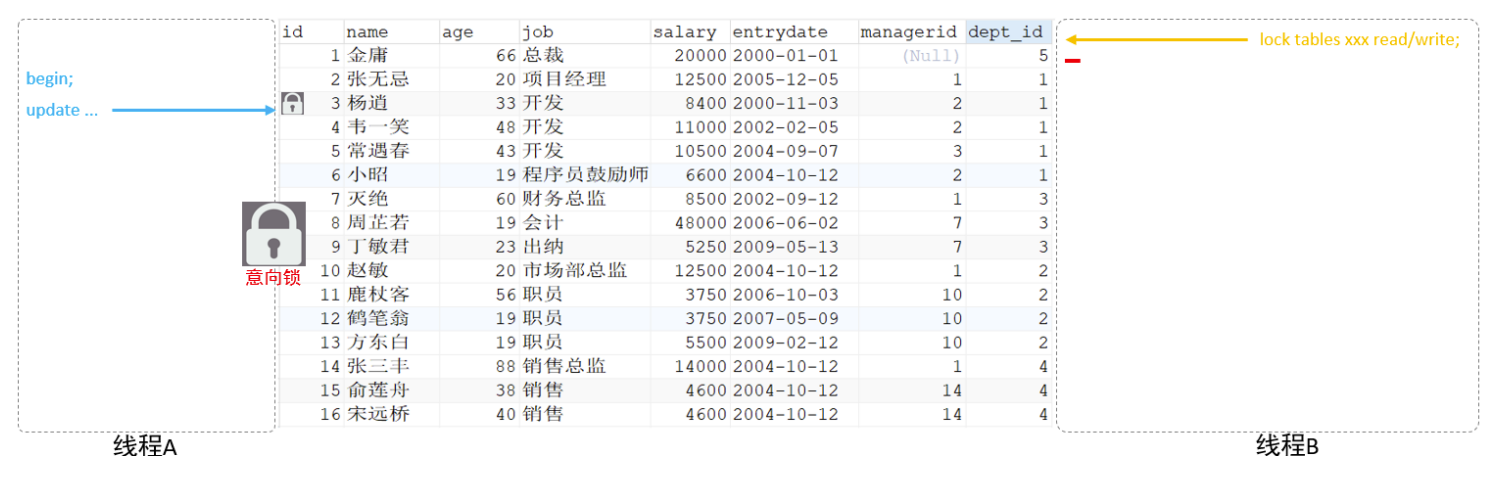 id name age job salary entrydate managerid dept_id
lock tables xxx read/write;
1 金庸 66 总裁 20000 2000-01-01 (Null) 5
begin;
2 张无忌 20 项目经理 12500 2005-12-05 1 1
update ...
3 杨逍 33 开发 8400 2000-11-03 2 1
4 韦一笑 48 开发 11000 2002-02-05 2 1
5 常遇春 43 开发 10500 2004-09-07 3 1
6 小昭 19 程序员鼓励师 6600 2004-10-12 2 1
7 灭绝 60 财务总监 8500 2002-09-12 1 3
8 周芷若 19 会计 48000 2006-06-02 7 3
9 丁敏君 23 出纳 5250 2009-05-13 7 3
意向锁
10 赵敏 20 市场部总监 12500 2004-10-12 1 2
11 鹿杖客 56 职员 3750 2006-10-03 10 2
12 鹤笔翁 19 职员 3750 2007-05-09 10 2
13 方东白 19 职员 5500 2009-02-12 10 2
14 张三丰 88 销售总监 14000 2004-10-12 1 4
15 俞莲舟 38 销售 4600 2004-10-12 14 4
16 宋远桥 40 销售 4600 2004-10-12 14 4
线程A
线程B